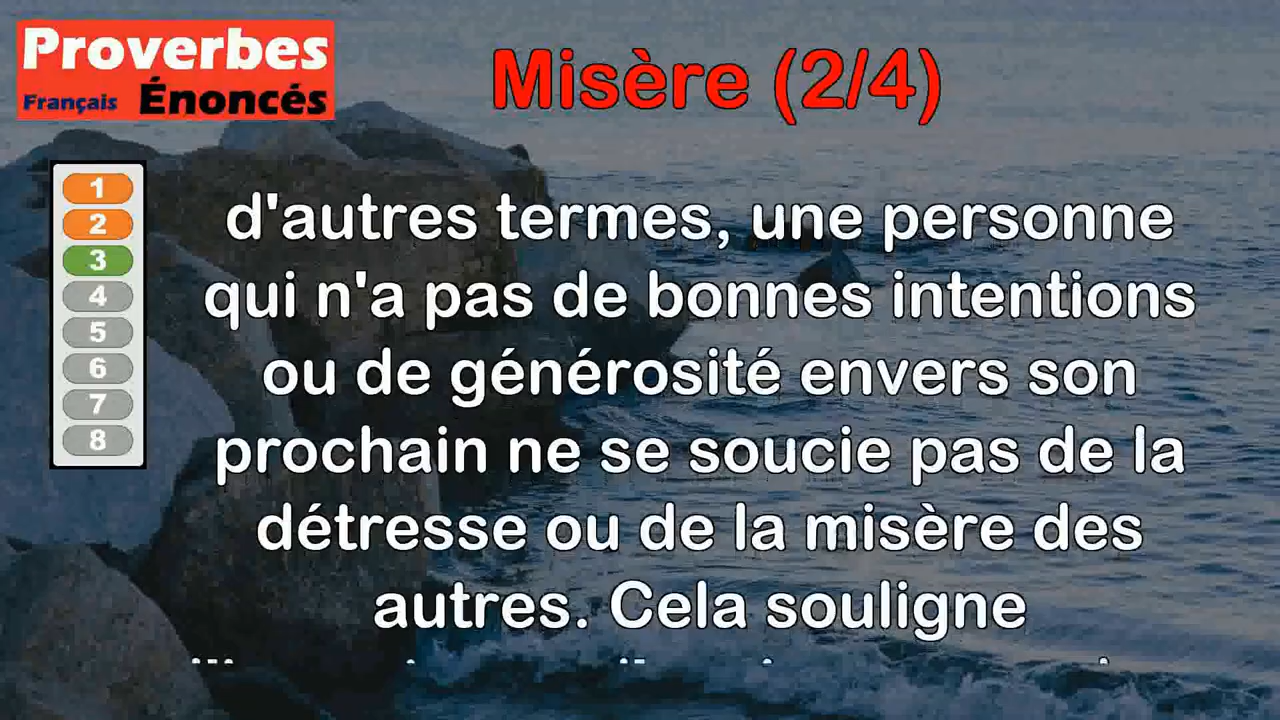 Proverbes
Français Énoncés
Misère (2/4)
1
2
3
4
5
6
7
8
d'autres termes, une personne
qui n'a pas de bonnes intentions
ou de générosité envers son
prochain ne se soucie pas de la
détresse ou de la misère des
autres. Cela souligne